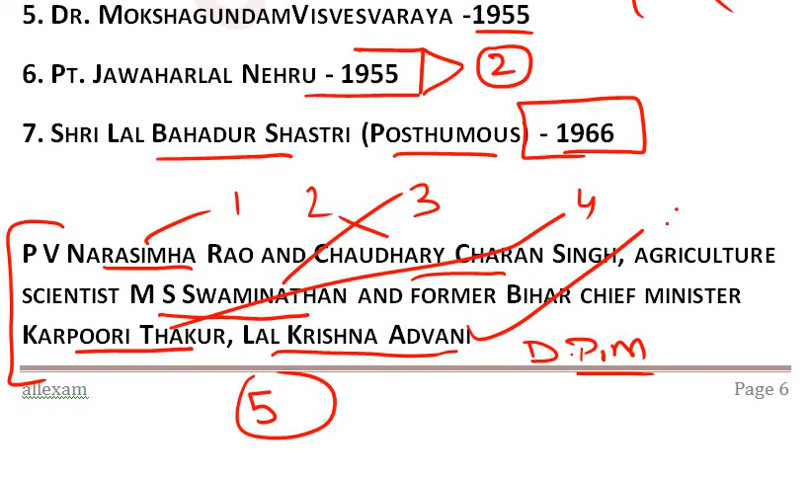 5. DR. MOKSHAGUNDAMVISVESVARAYA -1955
6. PT. JAWAHARLAL NEHRU - 1955 2
7. SHRI LAL BAHADUR SHASTRI (POSTHUMOUS) - 1966
1 2 3 4
P V NARASIMHA RAO AND CHAUDHARY CHARAN SINGH, AGRICULTURE
SCIENTIST M S SWAMINATHAN AND FORMER BIHAR CHIEF MINISTER
KARPOORI THAKUR, LAL KRISHNA ADVANI
D.P.M
allexam Page 6
5